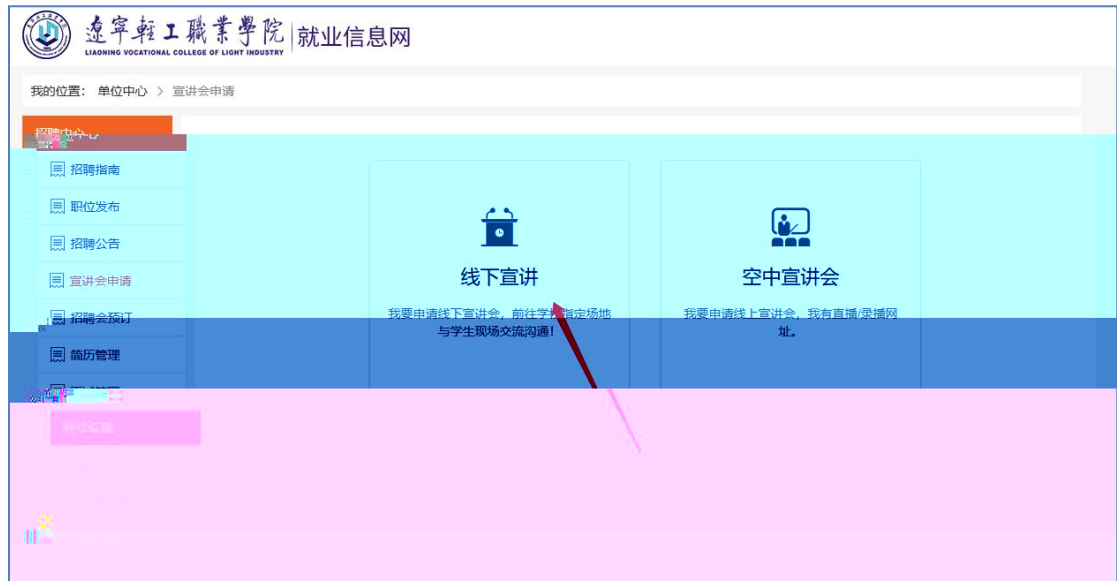 遼寧輕工職業學院 就业信息网
LIAONING VOCATIONAL COLLEGE OF LIGHT INDUSTRY
我的位置： 单位中心 > 宣讲会申请
招聘中心
招聘指南
职位发布
招聘公告
宣讲会申请
招聘会预订
简历管理
线下宣讲
我要申请线下宣讲会，前往学校指定场地
与学生现场交流沟通！
空中宣讲会
我要申请线上宣讲会，我有直播/录播网
址。